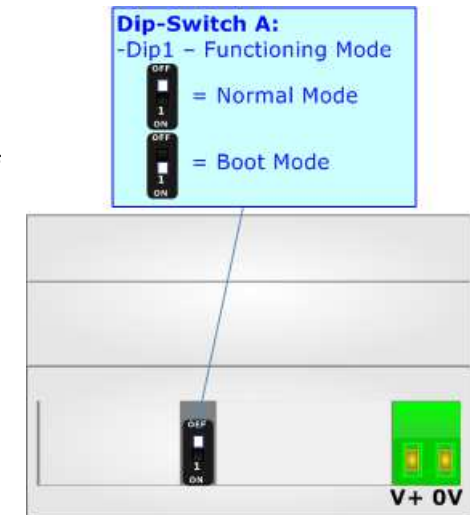 Dip-Switch A:
-Dip1 – Functioning Mode
OFF
1
ON
= Normal Mode
OFF
1
ON
= Boot Mode
OFF
1
ON
V+ 0V